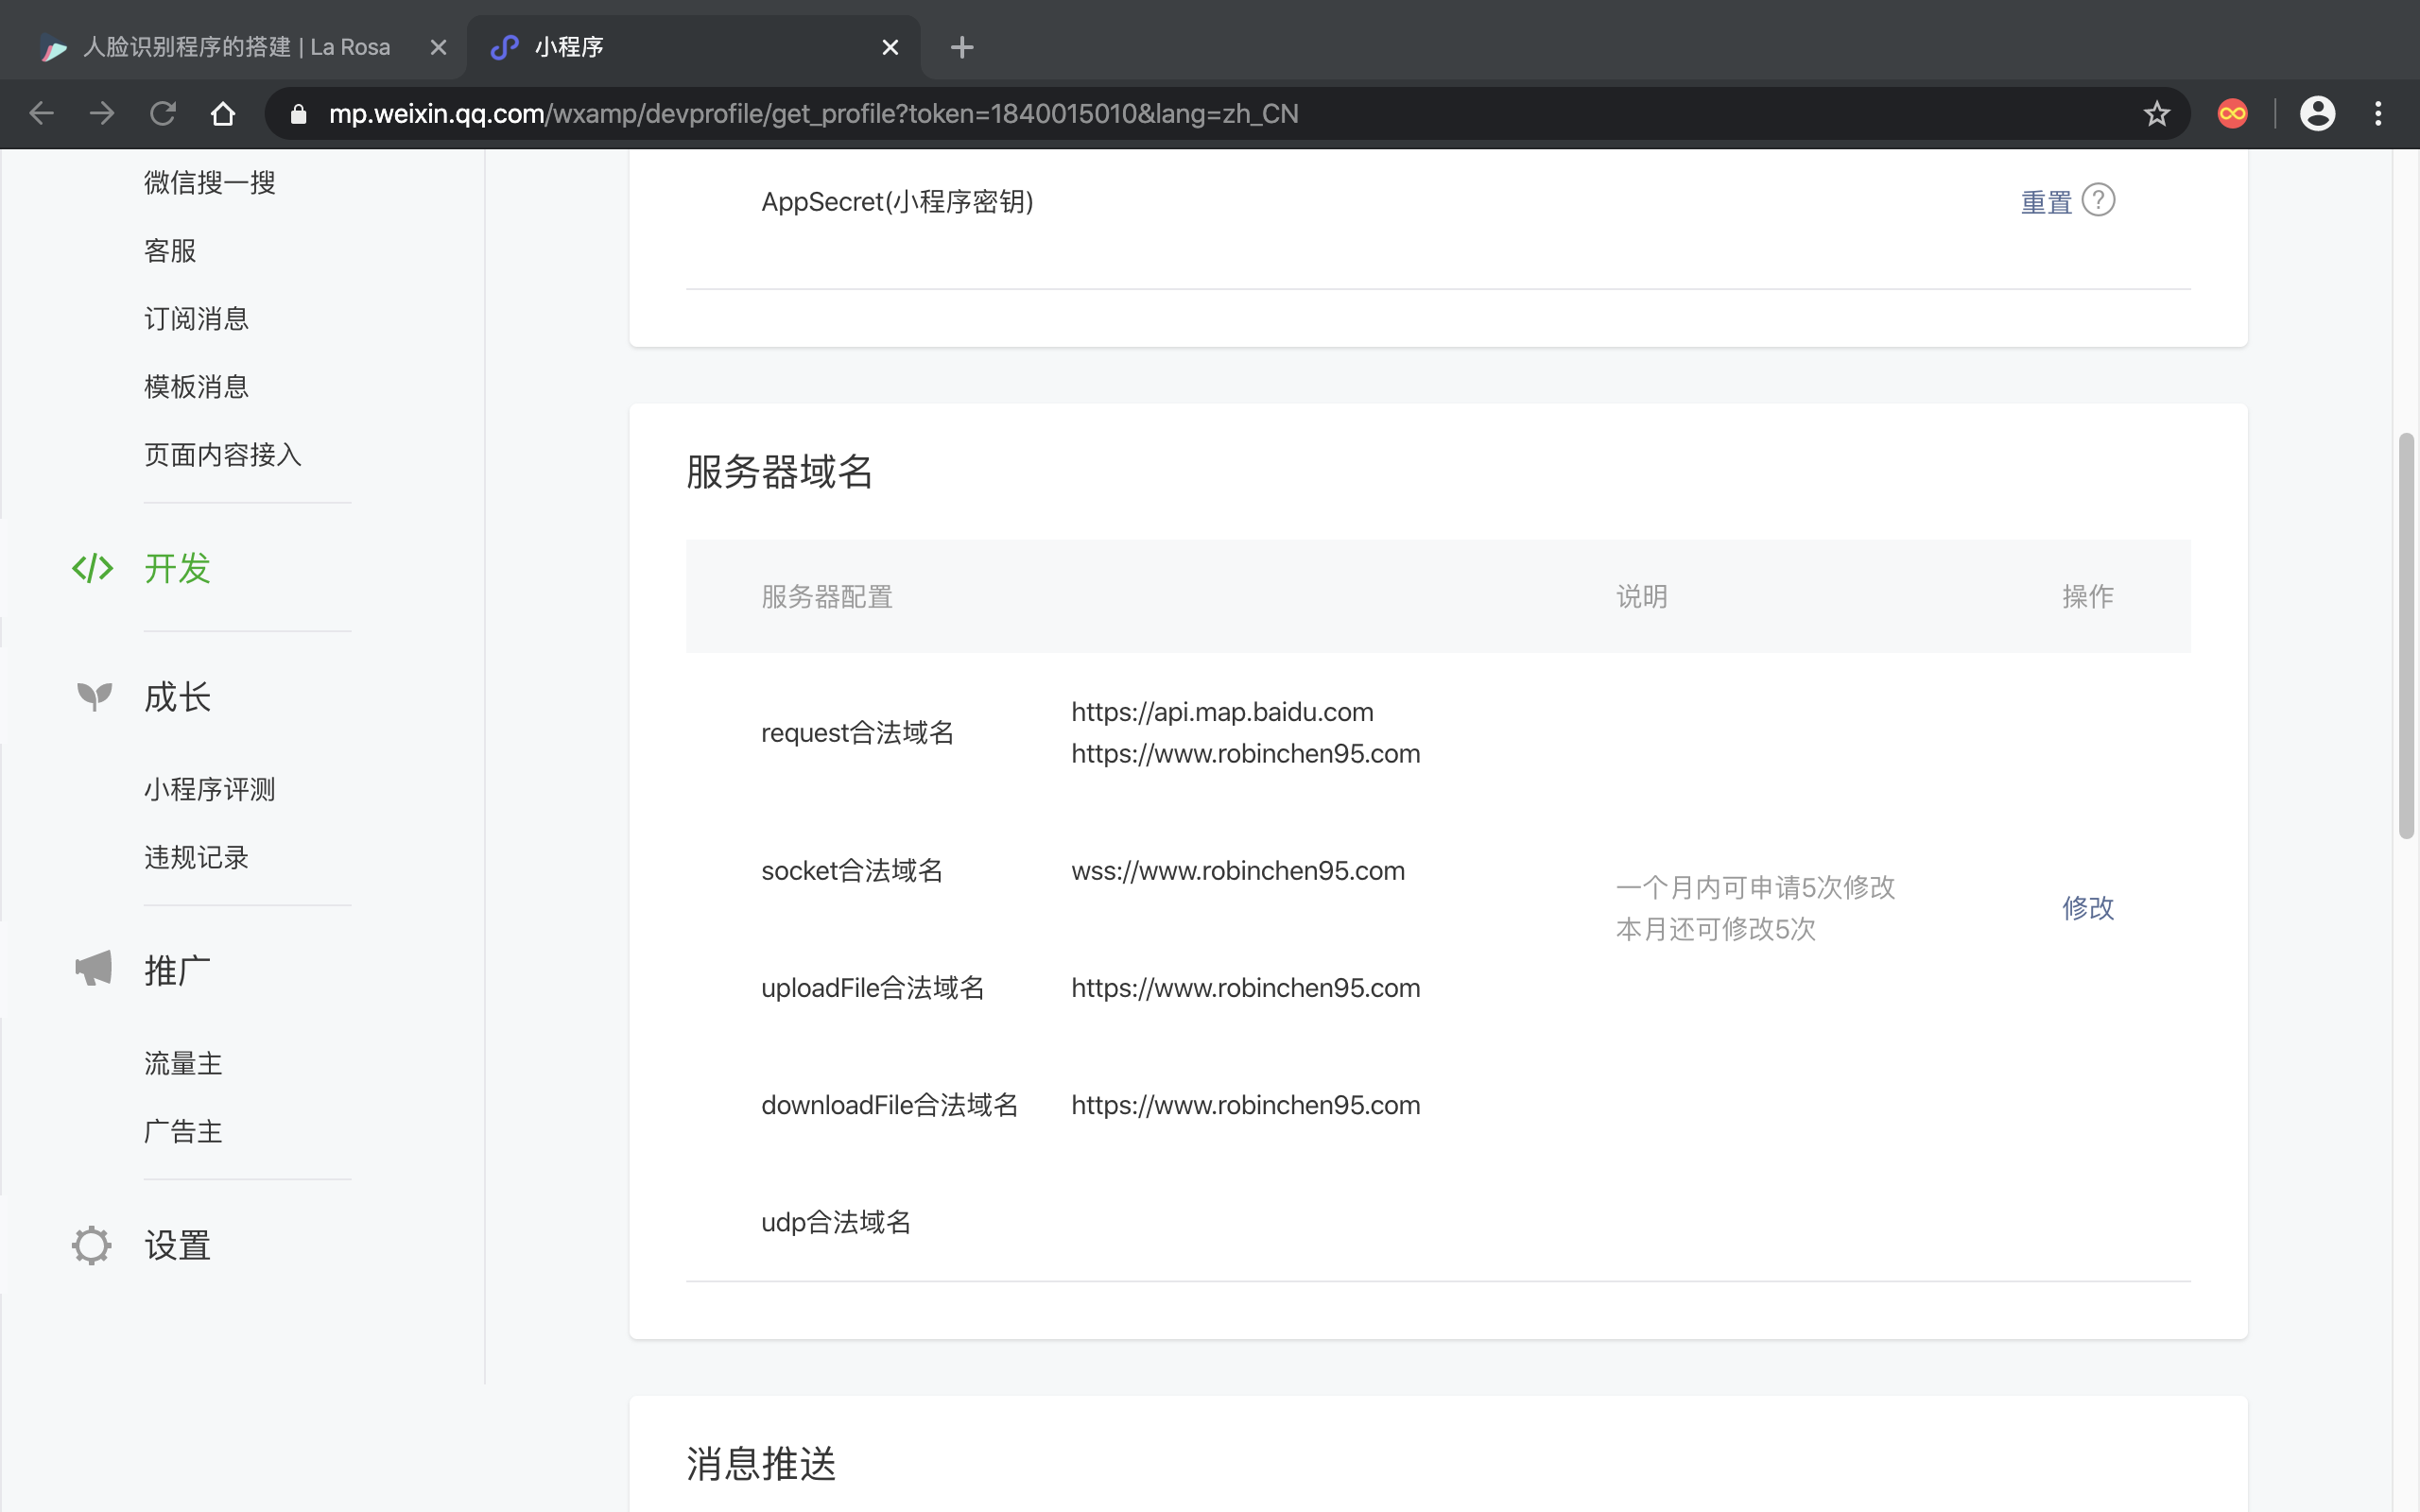 人脸识别程序的搭建 | La Rosa
小程序
mp.weixin.qq.com/wxamp/devprofile/get_profile?token=1840015010&lang=zh_CN
微信搜一搜
客服
订阅消息
模板消息
页面内容接入
开发
成长
小程序评测
违规记录
推广
流量主
广告主
设置
AppSecret(小程序密钥)
重置 ?
服务器域名
服务器配置 说明 操作
request合法域名
https://api.map.baidu.com
https://www.robinchen95.com
socket合法域名 wss://www.robinchen95.com
uploadFile合法域名 https://www.robinchen95.com
downloadFile合法域名 https://www.robinchen95.com
udp合法域名
一个月内可申请5次修改
本月还可修改5次
修改
消息推送